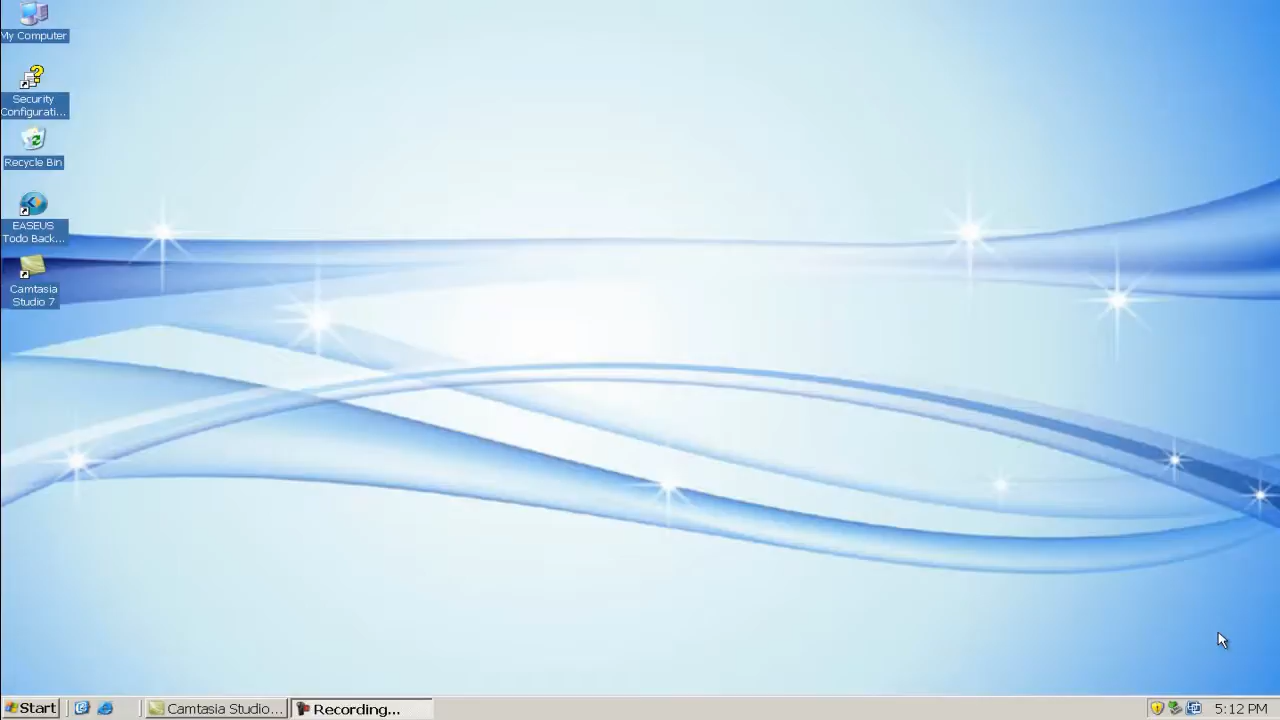 My Computer
Security
Configurati...
Recycle Bin
EASEUS
Todo Back...
Camtasia
Studio 7
Start
Camtasia Studio...
Recording...
5:12 PM